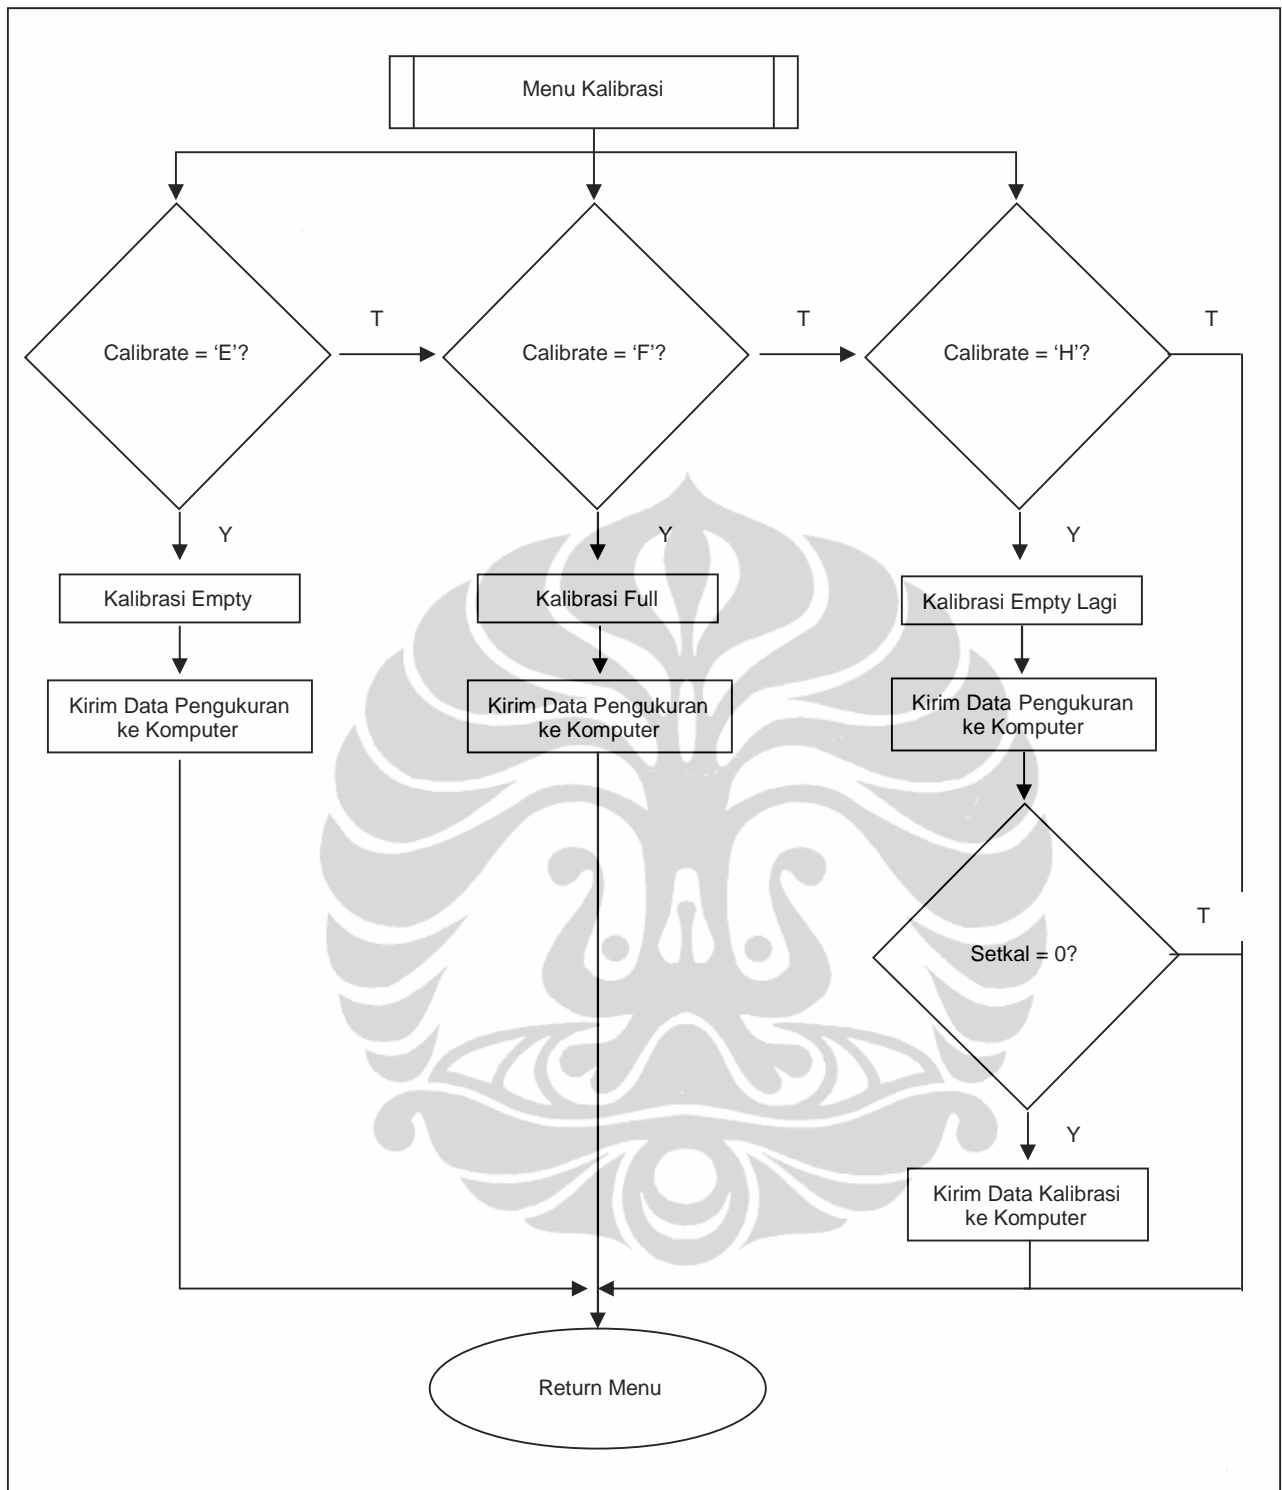 Menu Kalibrasi
Calibrate = ‘E’?
T
Calibrate = ‘F’?
T
Calibrate = ‘H’?
T
Y
Y
Y
Kalibrasi Empty
Kalibrasi Full
Kalibrasi Empty Lagi
Kirim Data Pengukuran
ke Komputer
Kirim Data Pengukuran
ke Komputer
Kirim Data Pengukuran
ke Komputer
Setkal = 0?
T
Y
Kirim Data Kalibrasi
ke Komputer
Return Menu